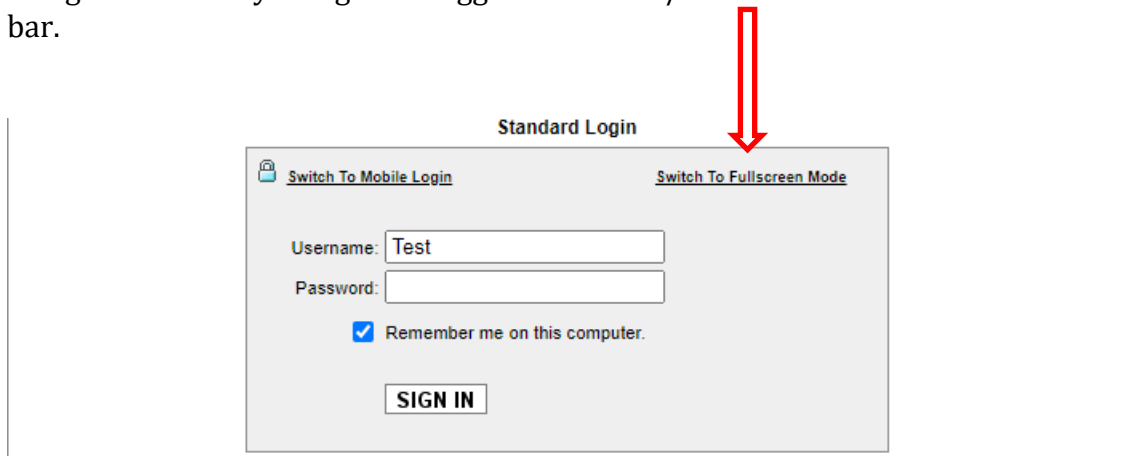 bar.
Standard Login
Switch To Mobile Login
Switch To Fullscreen Mode
Username: Test
Password:
Remember me on this computer.
SIGN IN